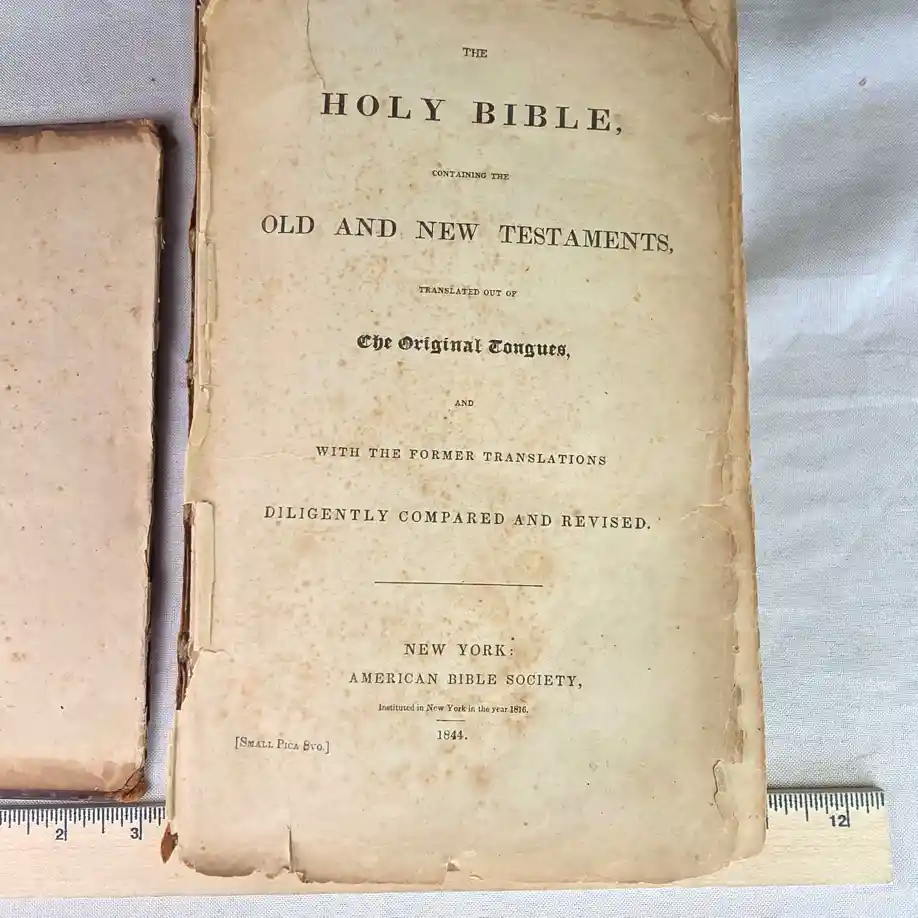 THE
HOLY BIBLE,
CONTAINING THE
OLD AND NEW TESTAMENTS,
TRANSLATED OUT OF
The Original Tongues,
AND
WITH THE FORMER TRANSLATIONS
DILIGENTLY COMPARED AND REVISED.
NEW YORK:
AMERICAN BIBLE SOCIETY,
Instituted in New York in the year 1816.
1844.
[SMALL PICA 8VO.]
2 3 12